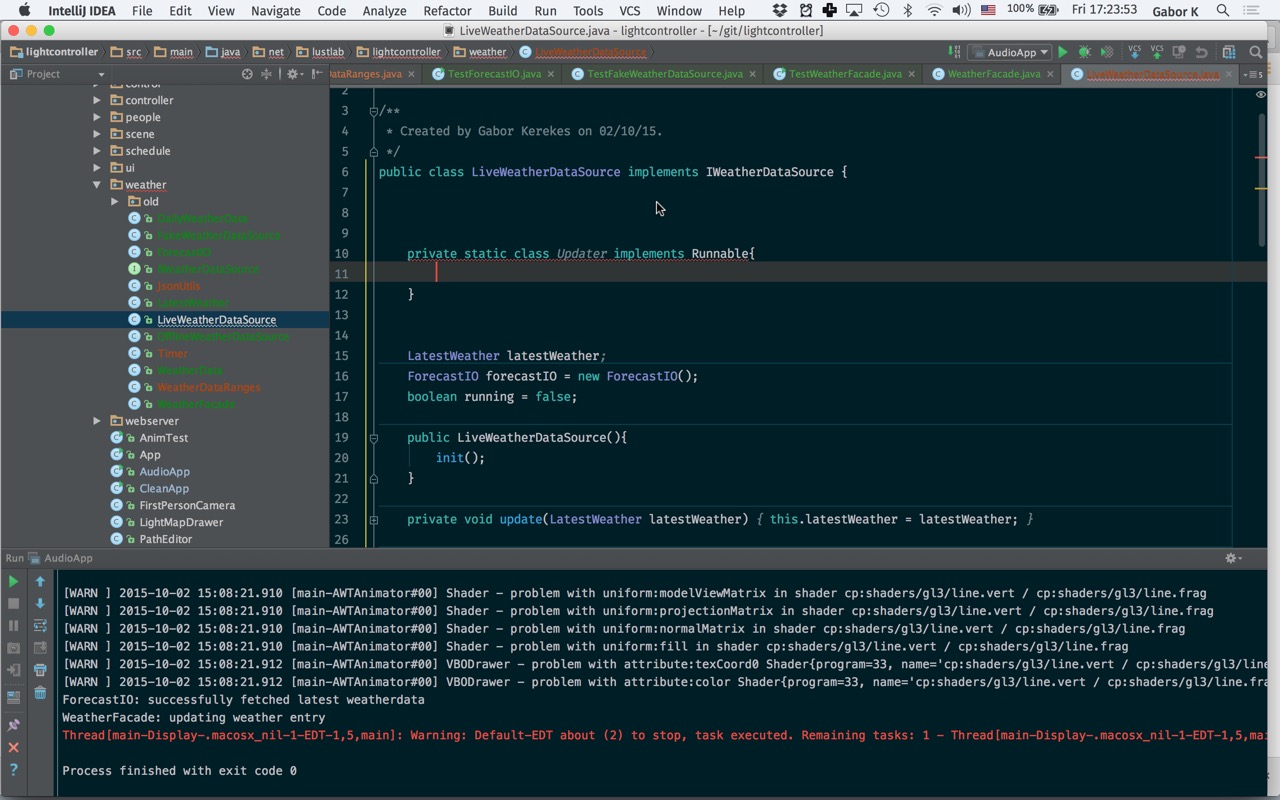 IntelliJ IDEA File Edit View Navigate Code Analyze Refactor Build Run Tools VCS Window Help 100% Fri 17:23:53 Gabor K
LiveWeatherDataSource.java - lightcontroller - [~/git/lightcontroller]
lightcontroller src main java net lustlab lightcontroller weather LiveWeatherDataSource AudioApp VCS VCS
Project
DataRanges.java TestForecastIO.java TestFakeWeatherDataSource.java TestWeatherFacade.java WeatherFacade.java LiveWeatherDataSource.java 5
control
controller
people
scene
schedule
ui
weather
old
DailyWeatherData
FakeWeatherDataSource
ForecastIO
IWeatherDataSource
JsonUtils
LatestWeather
LiveWeatherDataSource
OfflineWeatherDataSource
Timer
WeatherData
WeatherDataRanges
WeatherFacade
webserver
AnimTest
App
AudioApp
CleanApp
FirstPersonCamera
LightMapDrawer
PathEditor
2
3 /**
4 * Created by Gabor Kerekes on 02/10/15.
5 */
6 public class LiveWeatherDataSource implements IWeatherDataSource {
7
8
9
10 private static class Updater implements Runnable{
11
12 }
13
14
15 LatestWeather latestWeather;
16 ForecastIO forecastIO = new ForecastIO();
17 boolean running = false;
18
19 public LiveWeatherDataSource(){
20 init();
21 }
22
23 private void update(LatestWeather latestWeather) { this.latestWeather = latestWeather; }
26
Run AudioApp
[WARN ] 2015-10-02 15:08:21.910 [main-AWTAnimator#00] Shader - problem with uniform:modelViewMatrix in shader cp:shaders/gl3/line.vert / cp:shaders/gl3/line.frag
[WARN ] 2015-10-02 15:08:21.910 [main-AWTAnimator#00] Shader - problem with uniform:projectionMatrix in shader cp:shaders/gl3/line.vert / cp:shaders/gl3/line.frag
[WARN ] 2015-10-02 15:08:21.910 [main-AWTAnimator#00] Shader - problem with uniform:normalMatrix in shader cp:shaders/gl3/line.vert / cp:shaders/gl3/line.frag
[WARN ] 2015-10-02 15:08:21.910 [main-AWTAnimator#00] Shader - problem with uniform:fill in shader cp:shaders/gl3/line.vert / cp:shaders/gl3/line.frag
[WARN ] 2015-10-02 15:08:21.912 [main-AWTAnimator#00] VBODrawer - problem with attribute:texCoord0 Shader{program=33, name='cp:shaders/gl3/line.vert / cp:shaders/gl3/line
[WARN ] 2015-10-02 15:08:21.912 [main-AWTAnimator#00] VBODrawer - problem with attribute:color Shader{program=33, name='cp:shaders/gl3/line.vert / cp:shaders/gl3/line.fra
ForecastIO: successfully fetched latest weatherdata
WeatherFacade: updating weather entry
Thread[main-Display-.macosx_nil-1-EDT-1,5,main]: Warning: Default-EDT about (2) to stop, task executed. Remaining tasks: 1 - Thread[main-Display-.macosx_nil-1-EDT-1,5,mai
Process finished with exit code 0